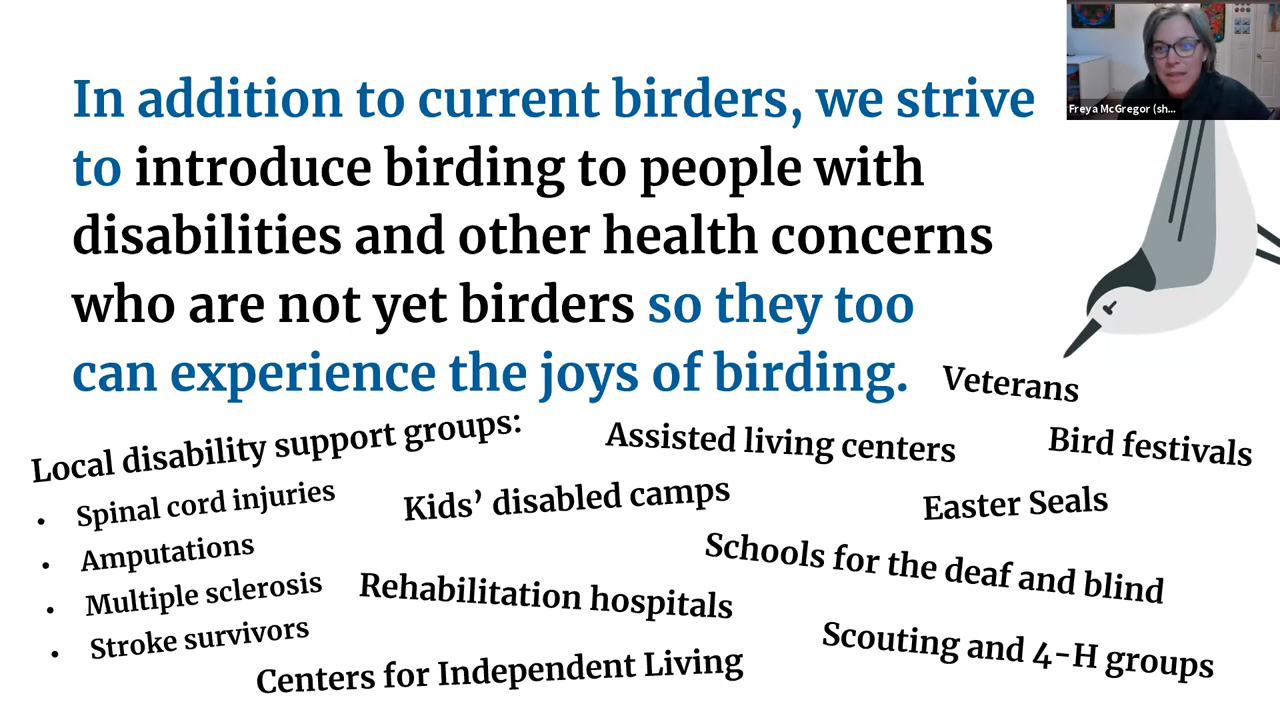 In addition to current birders, we strive
to introduce birding to people with
disabilities and other health concerns
who are not yet birders so they too
can experience the joys of birding.
Freya McGregor (sh...
Veterans
Local disability support groups:
• Spinal cord injuries
• Amputations
• Multiple sclerosis
• Stroke survivors
Assisted living centers
Bird festivals
Kids’ disabled camps
Easter Seals
Schools for the deaf and blind
Rehabilitation hospitals
Scouting and 4-H groups
Centers for Independent Living